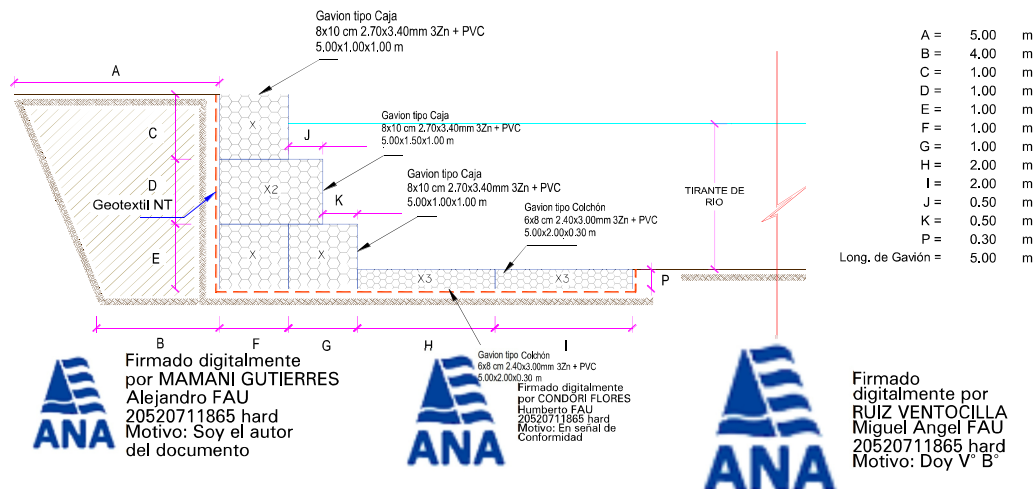 Gavion tipo Caja
8x10 cm 2.70x3.40mm 3Zn + PVC
5.00x1.00x1.00 m
A
C
D
E
X
J
Gavion tipo Caja
8x10 cm 2.70x3.40mm 3Zn + PVC
5.00x1.50x1.00 m
X2
K
Gavion tipo Caja
8x10 cm 2.70x3.40mm 3Zn + PVC
5.00x1.00x1.00 m
Geotextil NT
X
X
Gavion tipo Colchón
6x8 cm 2.40x3.00mm 3Zn + PVC
5.00x2.00x0.30 m
X3
X3
P
TIRANTE DE
RIO
B
F
G
H
I
Gavion tipo Colchón
6x8 cm 2.40x3.00mm 3Zn + PVC
5.00x2.00x0.30 m
A = 5.00 m
B = 4.00 m
C = 1.00 m
D = 1.00 m
E = 1.00 m
F = 1.00 m
G = 1.00 m
H = 2.00 m
I = 2.00 m
J = 0.50 m
K = 0.50 m
P = 0.30 m
Long. de Gavión = 5.00 m
ANA
Firmado digitalmente
por MAMANI GUTIERRES
Alejandro FAU
20520711865 hard
Motivo: Soy el autor
del documento
ANA
Firmado digitalmente
por CONDORI FLORES
Humberto FAU
20520711865 hard
Motivo: En señal de
Conformidad
ANA
Firmado
digitalmente por
RUIZ VENTOCILLA
Miguel Angel FAU
20520711865 hard
Motivo: Doy V° B°